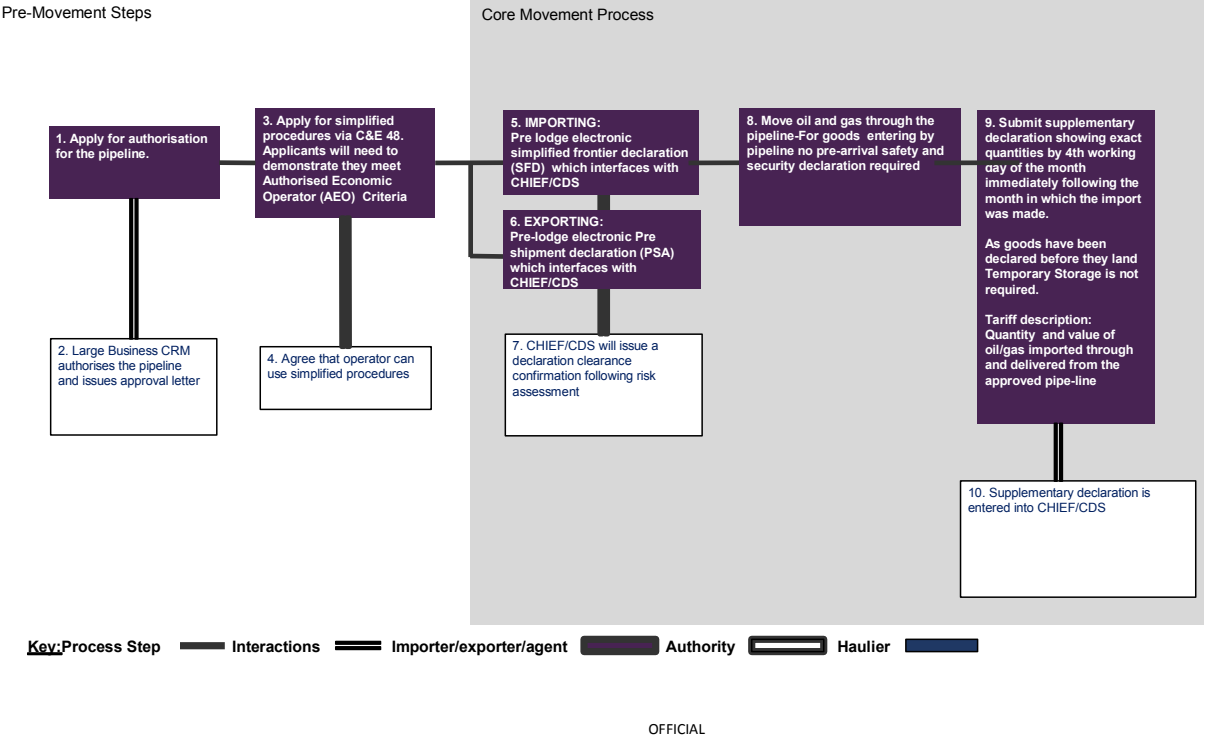 Pre-Movement Steps
Core Movement Process
1. Apply for authorisation
for the pipeline.
2. Large Business CRM
authorises the pipeline
and issues approval letter
3. Apply for simplified
procedures via C&E 48.
Applicants will need to
demonstrate they meet
Authorised Economic
Operator (AEO) Criteria
4. Agree that operator can
use simplified procedures
5. IMPORTING:
Pre lodge electronic
simplified frontier declaration
(SFD) which interfaces with
CHIEF/CDS
6. EXPORTING:
Pre-lodge electronic Pre
shipment declaration (PSA)
which interfaces with
CHIEF/CDS
7. CHIEF/CDS will issue a
declaration clearance
confirmation following risk
assessment
8. Move oil and gas through the
pipeline-For goods entering by
pipeline no pre-arrival safety and
security declaration required
9. Submit supplementary
declaration showing exact
quantities by 4th working
day of the month
immediately following the
month in which the import
was made.
As goods have been
declared before they land
Temporary Storage is not
required.
Tariff description:
Quantity and value of
oil/gas imported through
and delivered from the
approved pipe-line
10. Supplementary declaration is
entered into CHIEF/CDS
Key:Process Step Interactions Importer/exporter/agent Authority Haulier
OFFICIAL